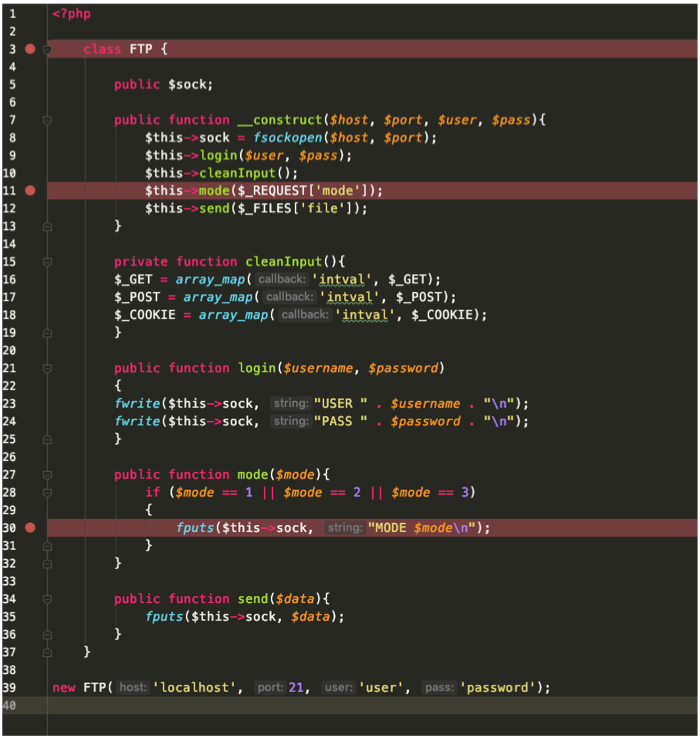 1 <?php
2
3 class FTP {
4
5 public $sock;
6
7 public function __construct($host, $port, $user, $pass){
8 $this->sock = fsockopen($host, $port);
9 $this->login($user, $pass);
10 $this->cleanInput();
11 $this->mode($_REQUEST['mode']);
12 $this->send($_FILES['file']);
13 }
14
15 private function cleanInput(){
16 $_GET = array_map( callback: 'intval', $_GET);
17 $_POST = array_map( callback: 'intval', $_POST);
18 $_COOKIE = array_map( callback: 'intval', $_COOKIE);
19 }
20
21 public function login($username, $password)
22 {
23 fwrite($this->sock, string: "USER " . $username . "\n");
24 fwrite($this->sock, string: "PASS " . $password . "\n");
25 }
26
27 public function mode($mode){
28 if ($mode == 1 || $mode == 2 || $mode == 3)
29 {
30 fputs($this->sock, string: "MODE $mode\n");
31 }
32 }
33
34 public function send($data){
35 fputs($this->sock, $data);
36 }
37 }
38
39 new FTP( host: 'localhost', port: 21, user: 'user', pass: 'password');
40